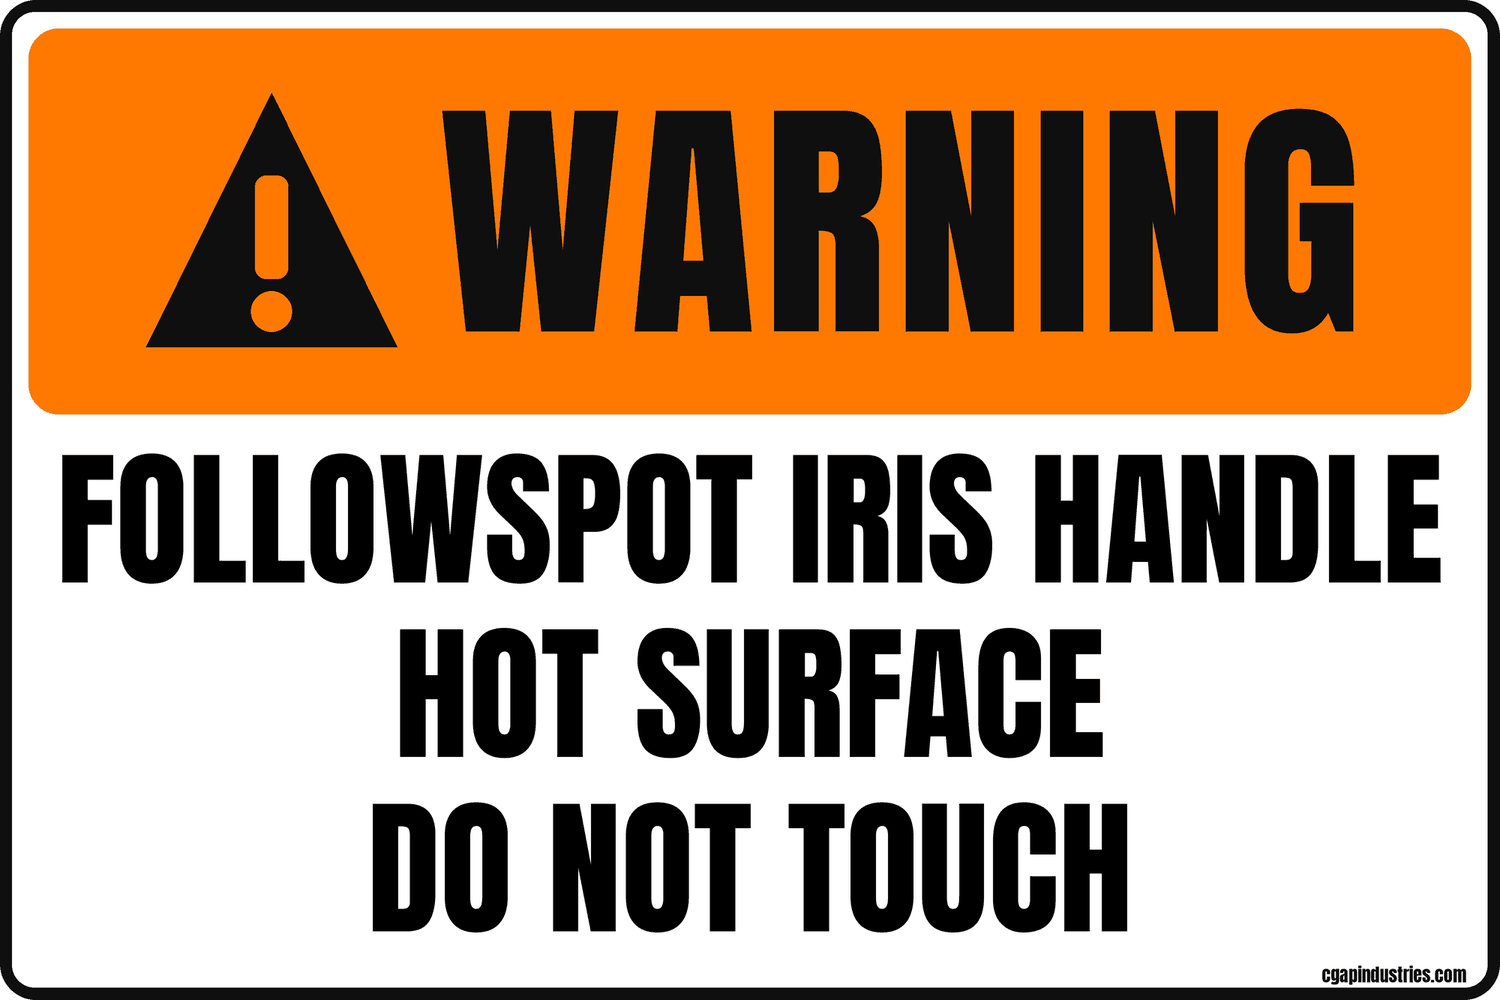 WARNING
FOLLOWSPOT IRIS HANDLE
HOT SURFACE
DO NOT TOUCH
cgapindustries.com